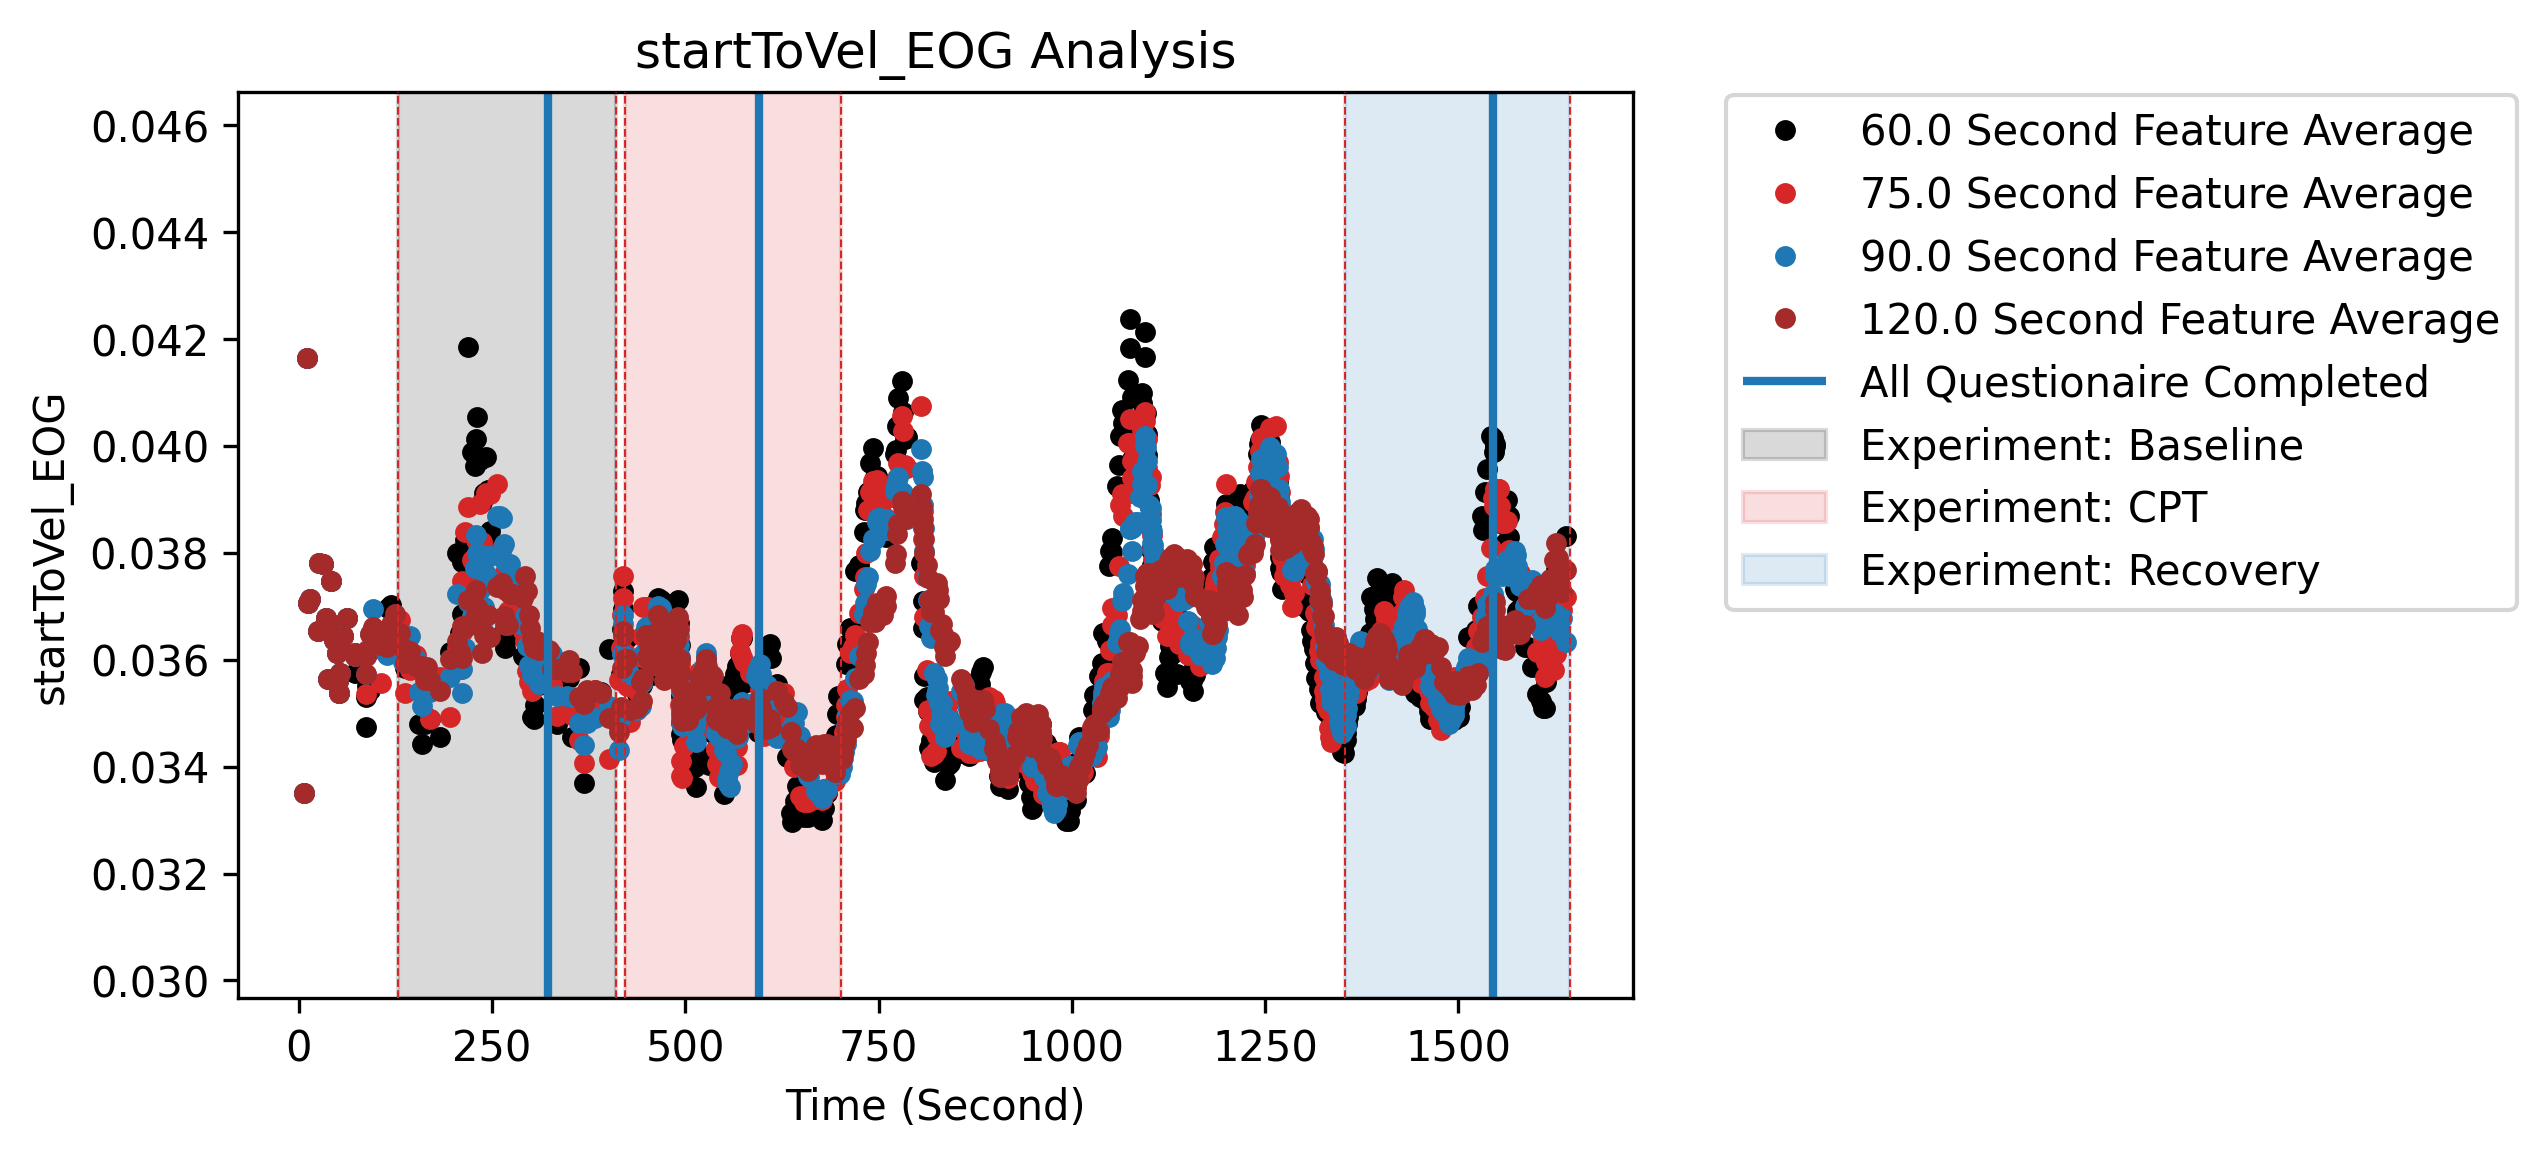 startToVel_EOG Analysis
startToVel_EOG
0.046
0.044
0.042
0.040
0.038
0.036
0.034
0.032
0.030
0
250
500
750
1000
1250
1500
Time (Second)
60.0 Second Feature Average
75.0 Second Feature Average
90.0 Second Feature Average
120.0 Second Feature Average
All Questionaire Completed
Experiment: Baseline
Experiment: CPT
Experiment: Recovery